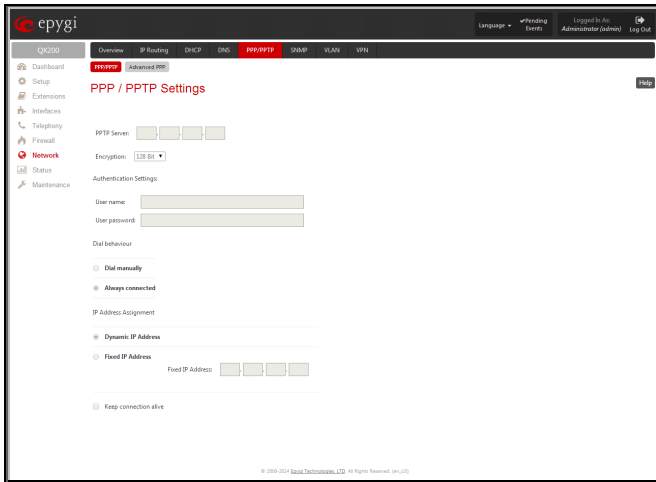 epygi
Language
Pending Events
Logged In As:
Administrator (admin)
Log Out
QX200
Overview IP Routing DHCP DNS PPP/PPTP SNMP VLAN VPN
Dashboard
Setup
Extensions
Interfaces
Telephony
Firewall
Network
Status
Maintenance
PPP/PPTP Advanced PPP
PPP / PPTP Settings
Help
PPTP Server:
Encryption: 128 Bit
Authentication Settings:
User name:
User password:
Dial behaviour
Dial manually
Always connected
IP Address Assignment
Dynamic IP Address
Fixed IP Address
Fixed IP Address:
Keep connection alive
© 2000-2014 Epygi Technologies, LTD. All Rights Reserved. (en_US)